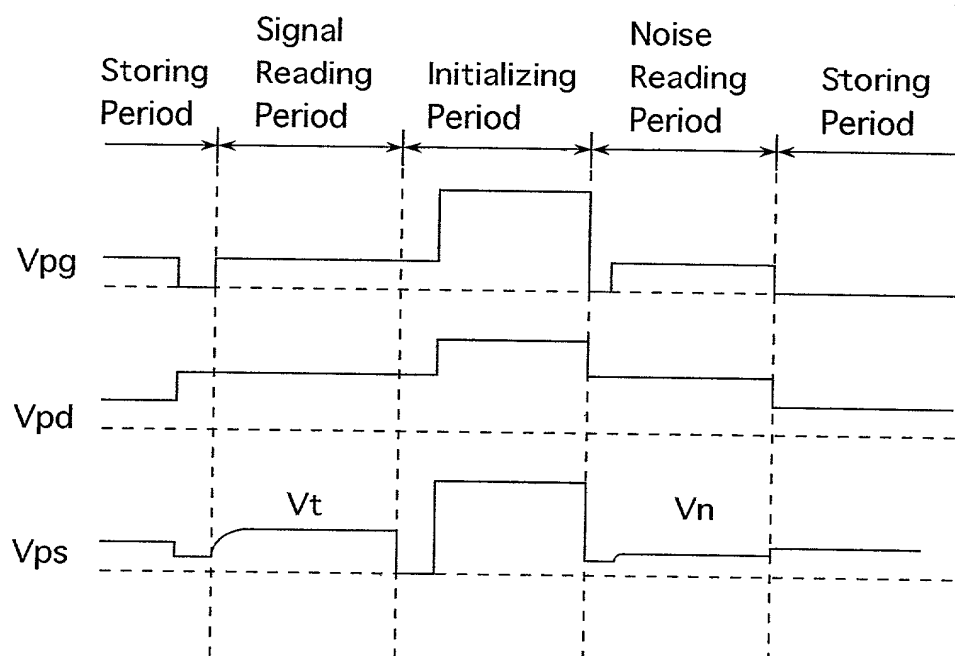 Storing
Period
Signal
Reading
Period
Initializing
Period
Noise
Reading
Period
Storing
Period
Vpg
Vpd
Vps
Vt
Vn